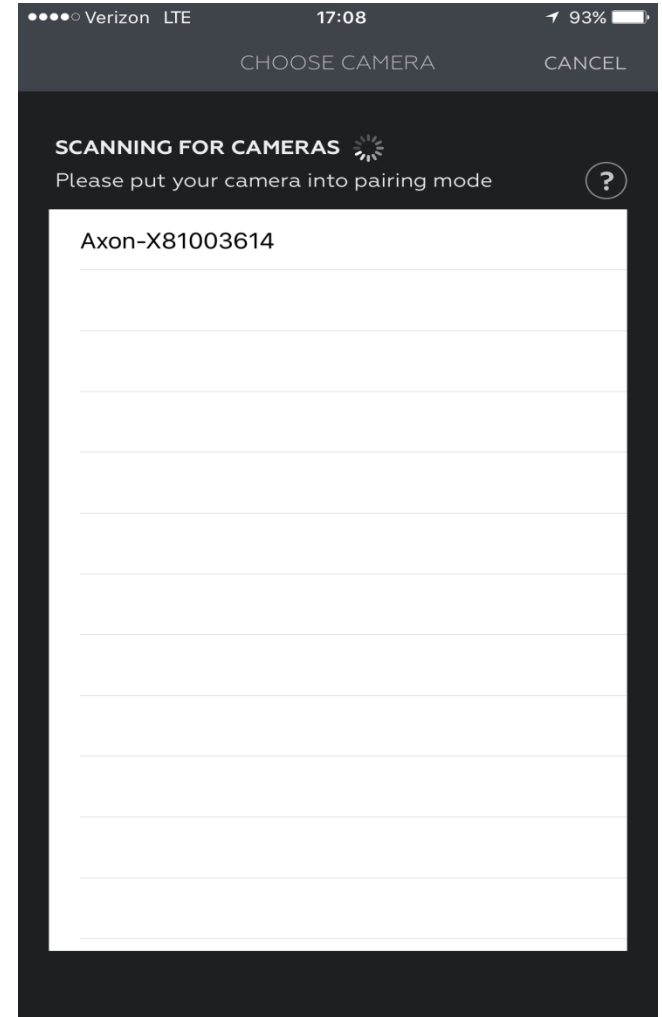 Verizon LTE 17:08 93%
CHOOSE CAMERA CANCEL
SCANNING FOR CAMERAS
Please put your camera into pairing mode ?
Axon-X81003614